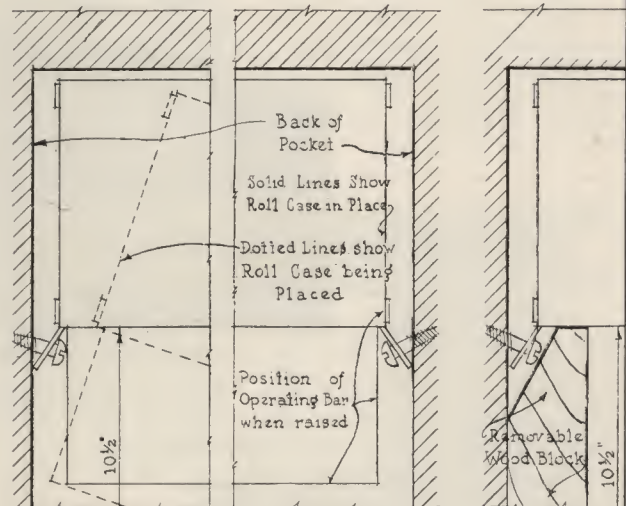 Back of
Pocket
Solid Lines Show
Roll Case in Place
Dotted Lines show
Roll Case being
Placed
Position of
Operating Bar
when raised
10½"
Removable
Wood Block
10½"